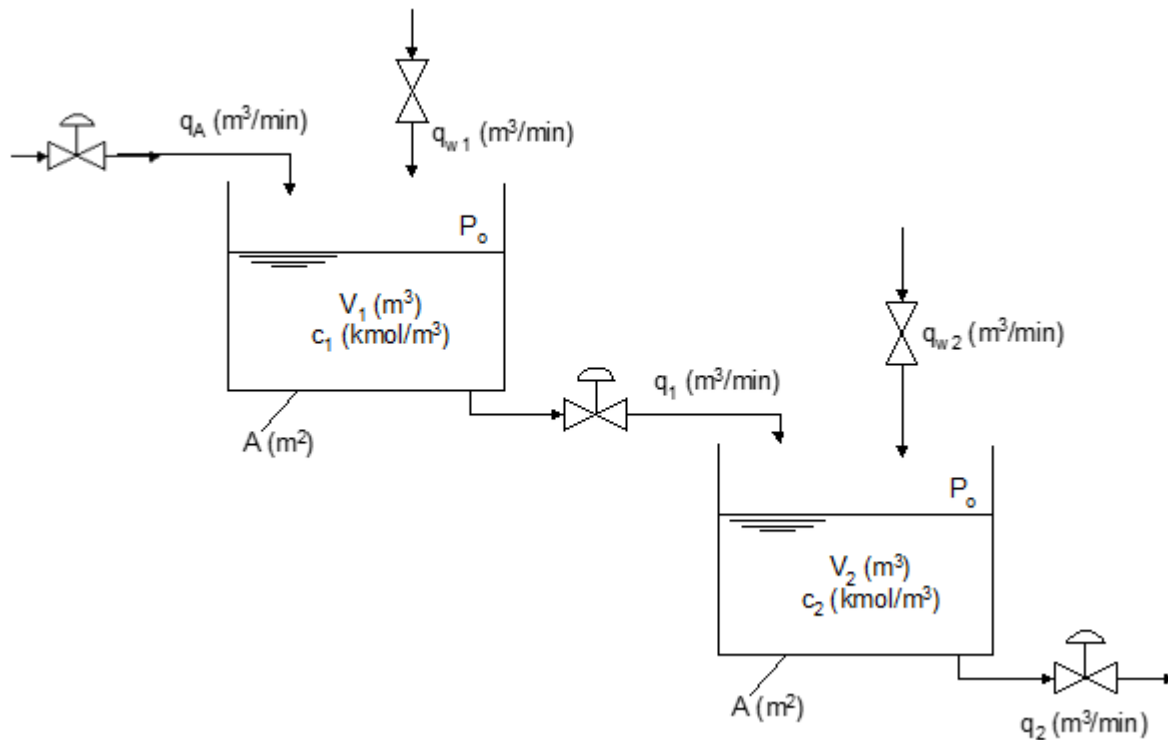 q_A (m³/min)
q_w1 (m³/min)
P_o
V_1 (m³)
c_1 (kmol/m³)
q_w2 (m³/min)
q_1 (m³/min)
A (m²)
P_o
V_2 (m³)
c_2 (kmol/m³)
A (m²)
q_2 (m³/min)